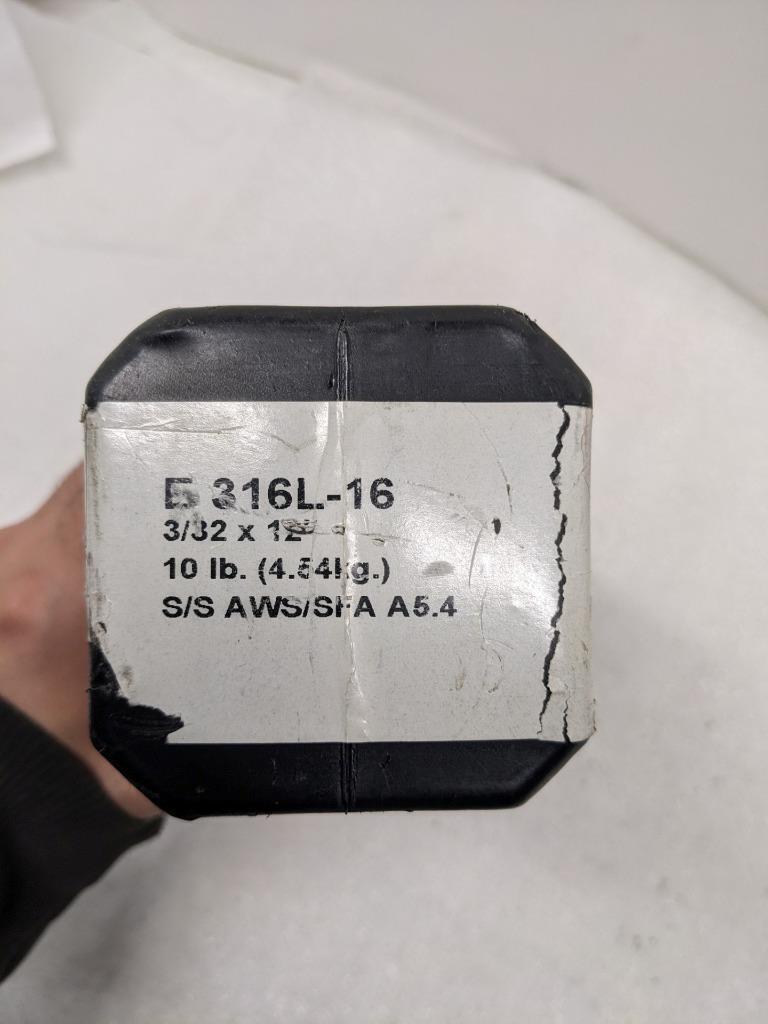 E 316L-16
3/32 x 12"
10 lb. (4.54kg.)
S/S AWS/SFA A5.4